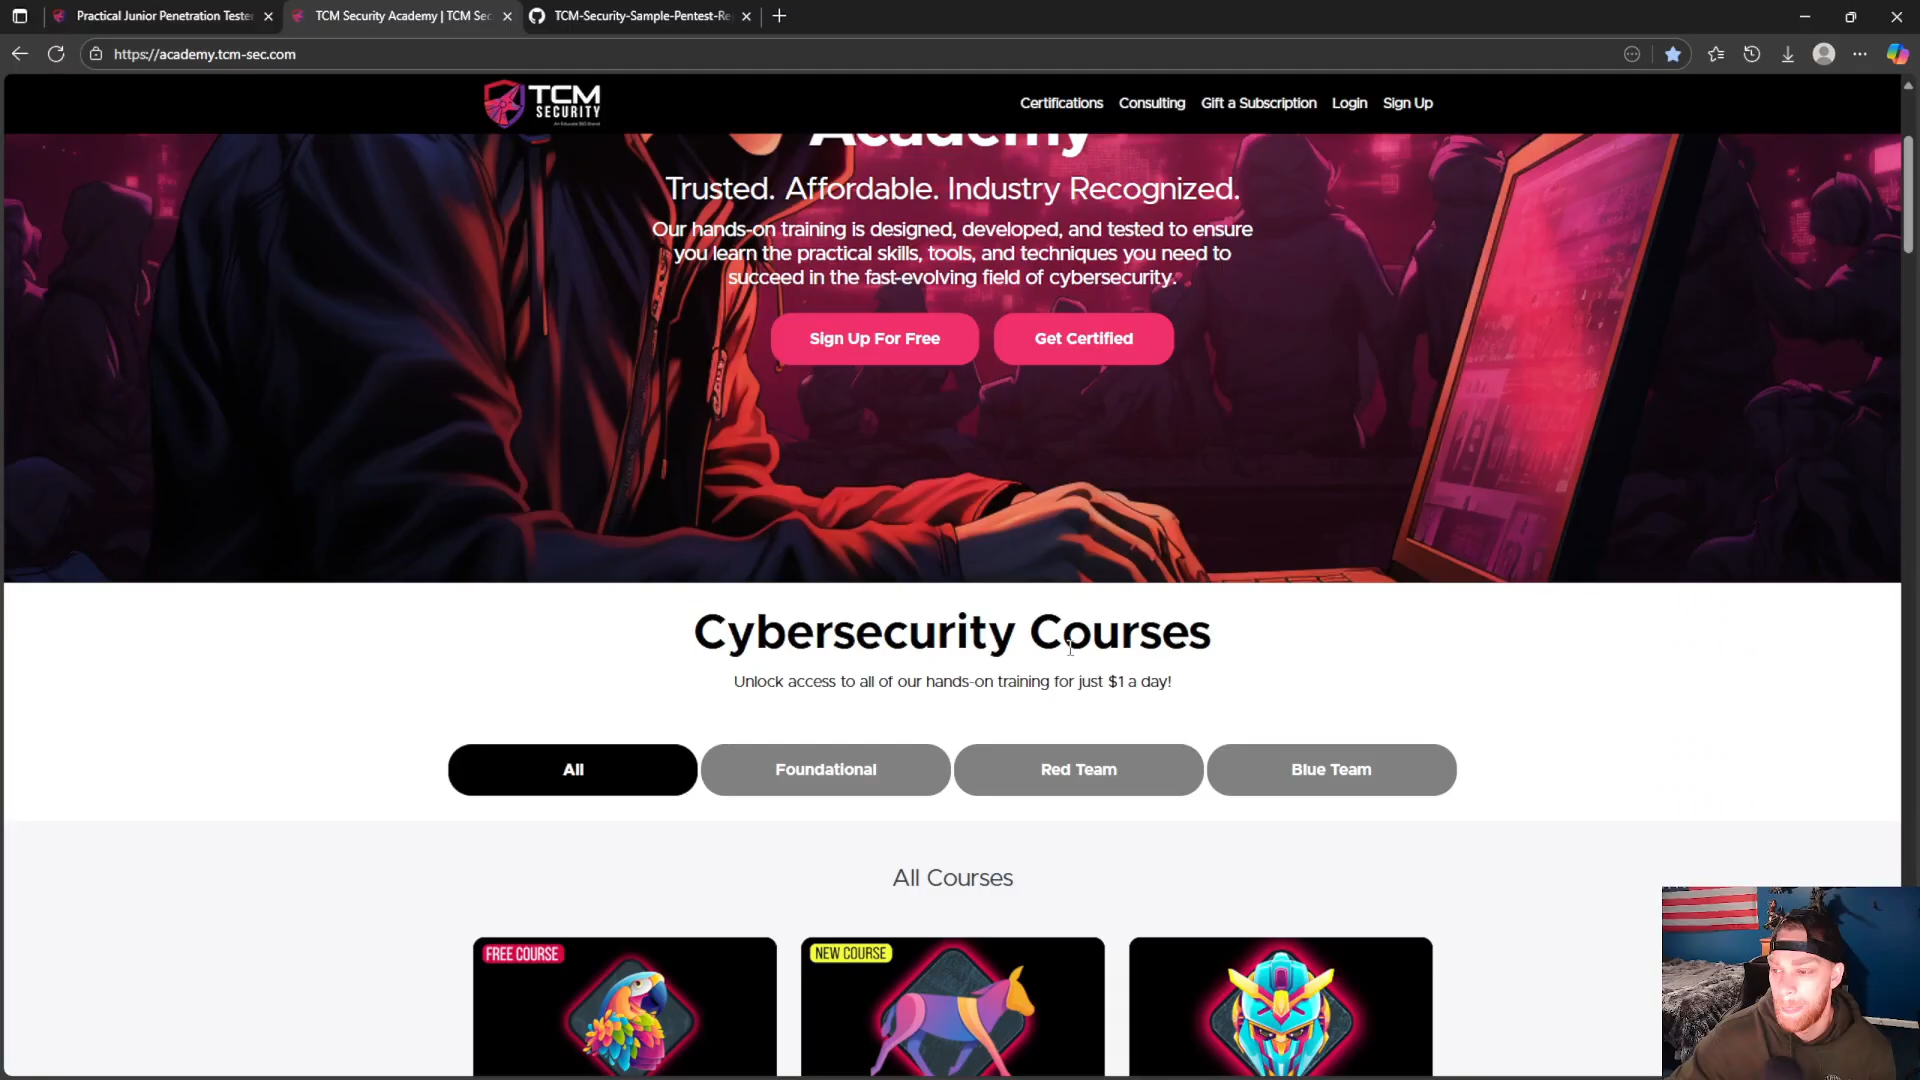 Practical Junior Penetration Teste
TCM Security Academy | TCM Sec
TCM-Security-Sample-Pentest-Re
https://academy.tcm-sec.com
TCM
SECURITY
Certifications
Consulting
Gift a Subscription
Login
Sign Up
Academy
Trusted. Affordable. Industry Recognized.
Our hands-on training is designed, developed, and tested to ensure
you learn the practical skills, tools, and techniques you need to
succeed in the fast-evolving field of cybersecurity.
Sign Up For Free
Get Certified
Cybersecurity Courses
Unlock access to all of our hands-on training for just $1 a day!
All
Foundational
Red Team
Blue Team
All Courses
FREE COURSE
NEW COURSE